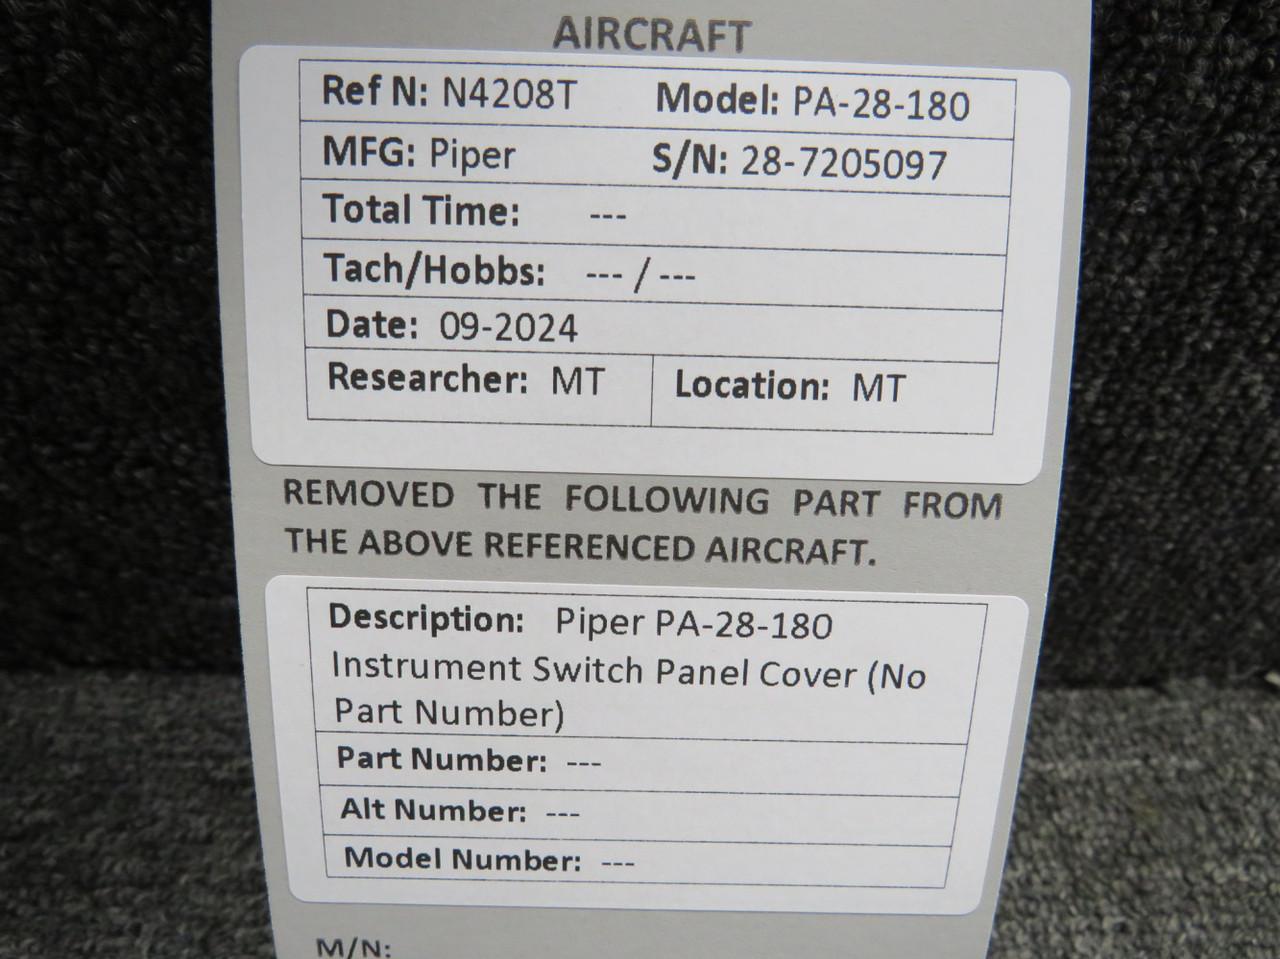 AIRCRAFT
Ref N: N4208T Model: PA-28-180
MFG: Piper S/N: 28-7205097
Total Time: ---
Tach/Hobbs: --- / ---
Date: 09-2024
Researcher: MT Location: MT
REMOVED THE FOLLOWING PART FROM
THE ABOVE REFERENCED AIRCRAFT.
Description: Piper PA-28-180
Instrument Switch Panel Cover (No
Part Number)
Part Number: ---
Alt Number: ---
Model Number: ---
M/N: